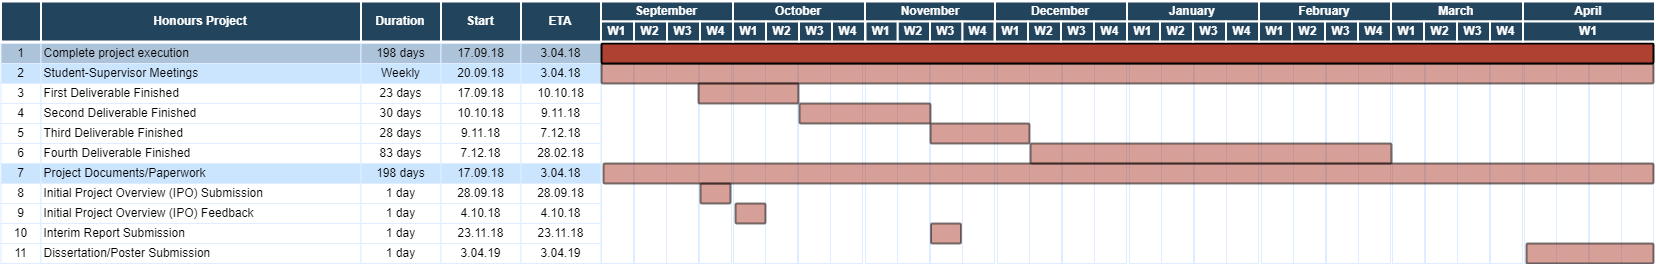 Honours Project Duration Start ETA September October November December January February March April
W1 W2 W3 W4 W1 W2 W3 W4 W1 W2 W3 W4 W1 W2 W3 W4 W1 W2 W3 W4 W1 W2 W3 W4 W1 W2 W3 W4 W1
1 Complete project execution 198 days 17.09.18 3.04.18
2 Student-Supervisor Meetings Weekly 20.09.18 3.04.18
3 First Deliverable Finished 23 days 17.09.18 10.10.18
4 Second Deliverable Finished 30 days 10.10.18 9.11.18
5 Third Deliverable Finished 28 days 9.11.18 7.12.18
6 Fourth Deliverable Finished 83 days 7.12.18 28.02.18
7 Project Documents/Paperwork 198 days 17.09.18 3.04.18
8 Initial Project Overview (IPO) Submission 1 day 28.09.18 28.09.18
9 Initial Project Overview (IPO) Feedback 1 day 4.10.18 4.10.18
10 Interim Report Submission 1 day 23.11.18 23.11.18
11 Dissertation/Poster Submission 1 day 3.04.19 3.04.19